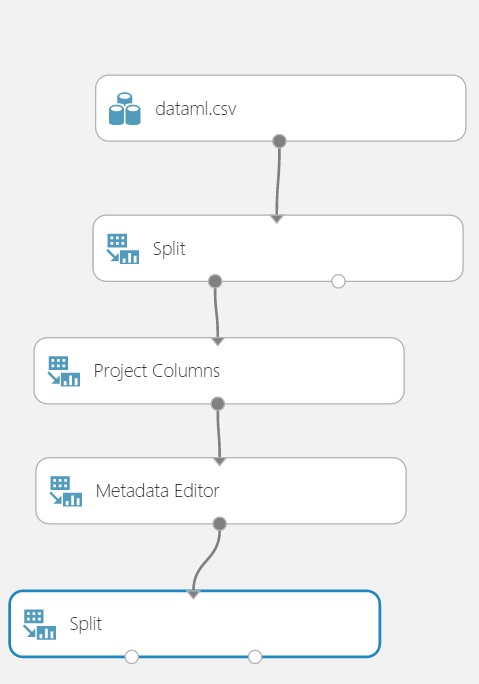 dataml.csv
Split
Project Columns
Metadata Editor
Split